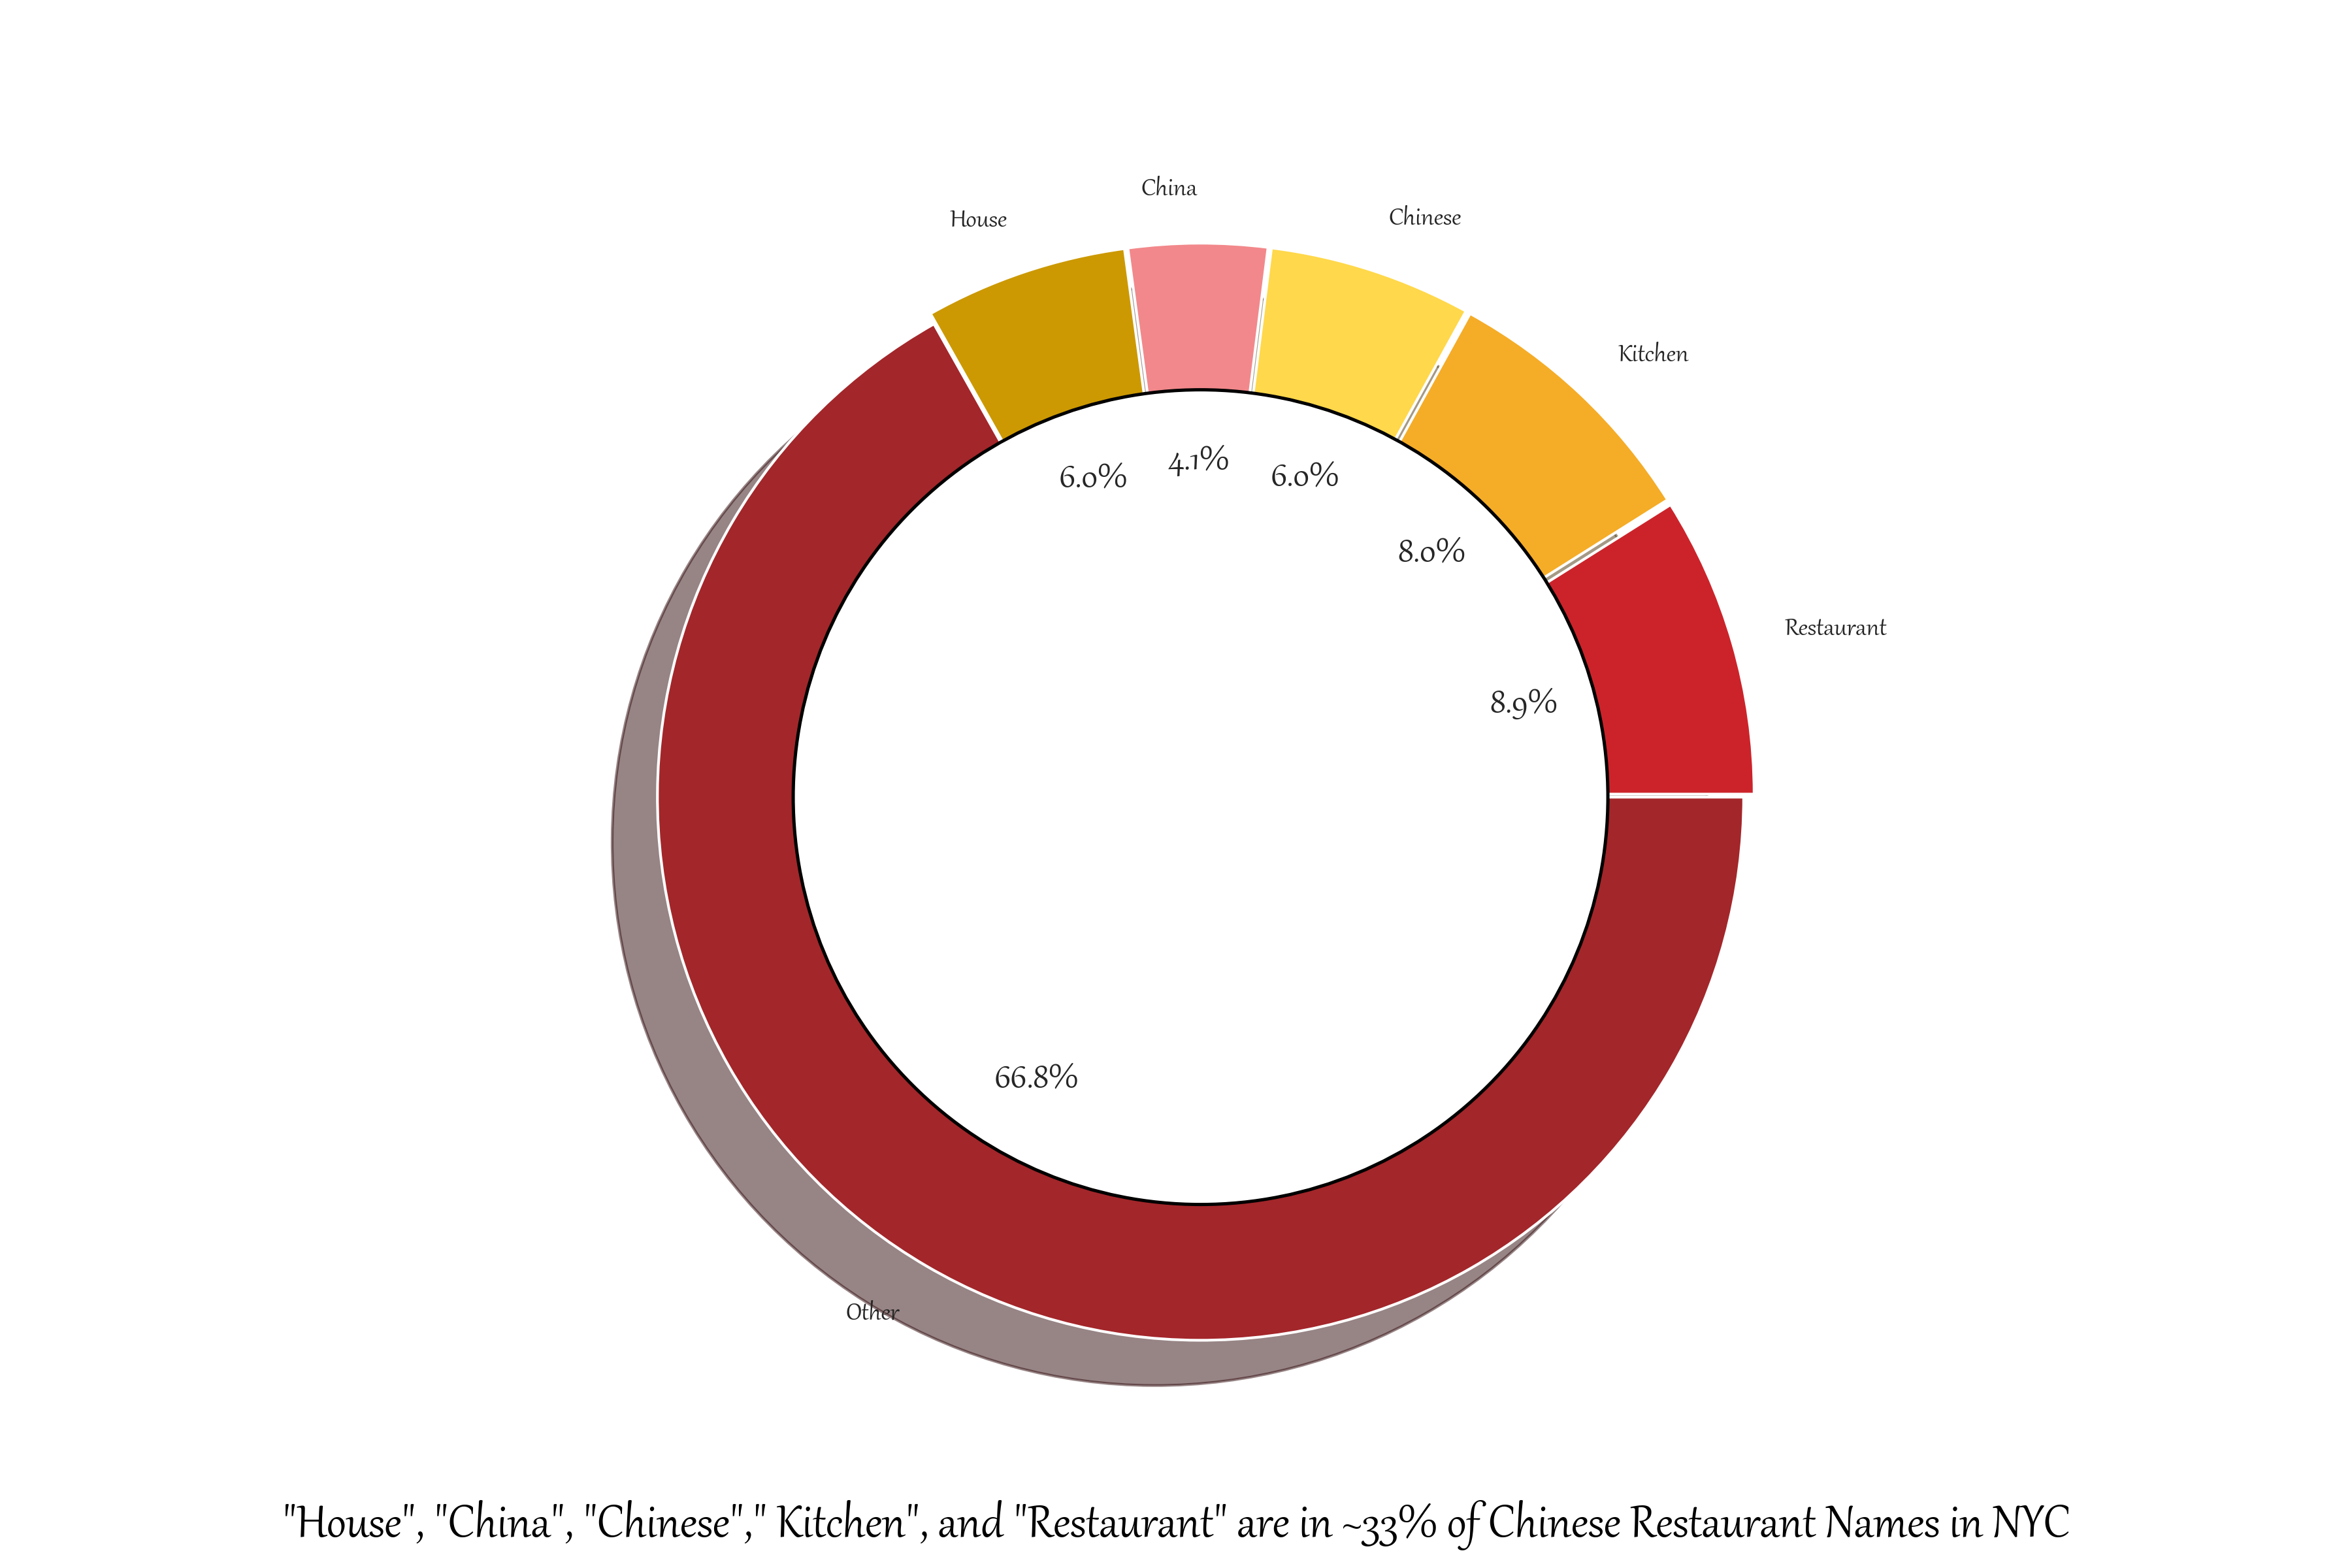 China
House
Chinese
Kitchen
Restaurant
6.0%
4.1%
6.0%
8.0%
8.9%
66.8%
Other
"House", "China", "Chinese"," Kitchen", and "Restaurant" are in ~33% of Chinese Restaurant Names in NYC